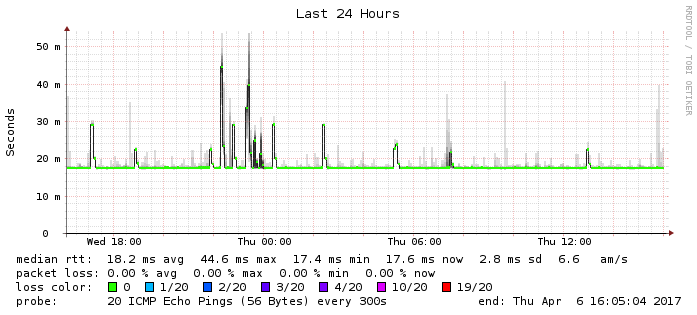 Last 24 Hours
RRDTOOL / TOBI OETIKER
Seconds
50 m
40 m
30 m
20 m
10 m
0
Wed 18:00 Thu 00:00 Thu 06:00 Thu 12:00
median rtt: 18.2 ms avg 44.6 ms max 17.4 ms min 17.6 ms now 2.8 ms sd 6.6 am/s
packet loss: 0.00 % avg 0.00 % max 0.00 % min 0.00 % now
loss color: 0 1/20 2/20 3/20 4/20 10/20 19/20
probe: 20 ICMP Echo Pings (56 Bytes) every 300s end: Thu Apr 6 16:05:04 2017